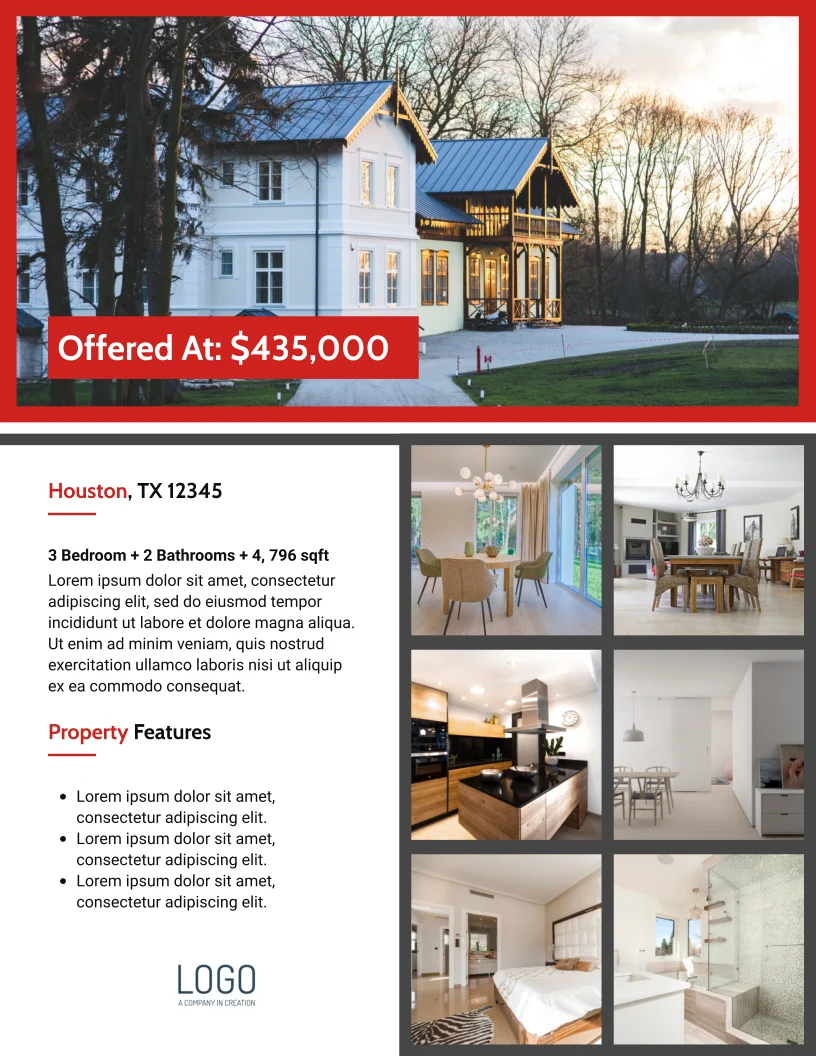 Offered At: $435,000
Houston, TX 12345
3 Bedroom + 2 Bathrooms + 4, 796 sqft
Lorem ipsum dolor sit amet, consectetur
adipiscing elit, sed do eiusmod tempor
incididunt ut labore et dolore magna aliqua.
Ut enim ad minim veniam, quis nostrud
exercitation ullamco laboris nisi ut aliquip
ex ea commodo consequat.
Property Features
• Lorem ipsum dolor sit amet,
consectetur adipiscing elit.
• Lorem ipsum dolor sit amet,
consectetur adipiscing elit.
• Lorem ipsum dolor sit amet,
consectetur adipiscing elit.
LOGO
A COMPANY IN CREATION